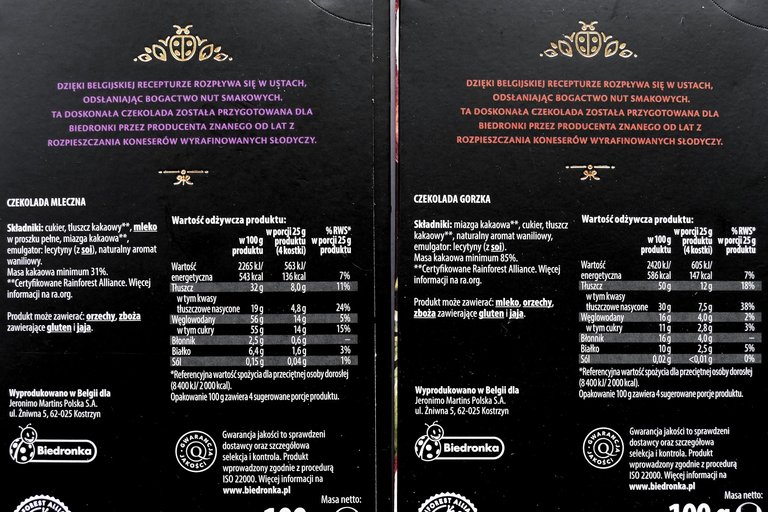 DZIĘKI BELGIJSKIEJ RECEPTURZE ROZPŁYWA SIĘ W USTACH,
ODSŁANIAJĄC BOGACTWO NUT SMAKOWYCH.
TA DOSKONAŁA CZEKOLADA ZOSTAŁA PRZYGOTOWANA DLA
BIEDRONKI PRZEZ PRODUCENTA ZNANEGO OD LAT Z
ROZPIESZCZANIA KONESERÓW WYRAFINOWANYCH SŁODYCZY.
CZEKOLADA MLECZNA
Składniki: cukier, tłuszcz kakaowy**, mleko
w proszku pełne, miazga kakaowa**,
emulgator: lecytyny (z soi), naturalny aromat
waniliowy.
Masa kakaowa minimum 31%.
**Certyfikowane Rainforest Alliance. Więcej
informacji na ra.org.
Produkt może zawierać: orzechy, zboża
zawierające gluten i jaja.
Wartość odżywcza produktu:
w 100 g produktu w porcji 25 g produktu (4 kostki) % RWS* w porcji 25 g
Wartość 2265 kJ/ 563 kJ/
energetyczna 543 kcal 136 kcal 7%
Tłuszcz 32 g 8,0 g 11%
w tym kwasy
tłuszczowe nasycone 19 g 4,8 g 24%
Węglowodany 56 g 14 g 5%
w tym cukry 55 g 14 g 15%
Błonnik 2,5 g 0,6 g –
Białko 6,4 g 1,6 g 3%
Sól 0,15 g 0,04 g 1%
*Referencyjna wartość spożycia dla przeciętnej osoby dorosłej
(8 400 kJ/ 2 000 kcal).
Opakowanie 100 g zawiera 4 sugerowane porcje produktu.
Wyprodukowano w Belgii dla
Jeronimo Martins Polska S.A.
ul. Żniwna 5, 62-025 Kostrzyn
Biedronka
GWARANCJA JAKOŚCI
Gwarancja jakości to sprawdzeni
dostawcy oraz szczegółowa
selekcja i kontrola. Produkt
wprowadzony zgodnie z procedurą
ISO 22000. Więcej informacji na
www.biedronka.pl
Masa netto:
DZIĘKI BELGIJSKIEJ RECEPTURZE ROZPŁYWA SIĘ W USTACH,
ODSŁANIAJĄC BOGACTWO NUT SMAKOWYCH.
TA DOSKONAŁA CZEKOLADA ZOSTAŁA PRZYGOTOWANA DLA
BIEDRONKI PRZEZ PRODUCENTA ZNANEGO OD LAT Z
ROZPIESZCZANIA KONESERÓW WYRAFINOWANYCH SŁODYCZY.
CZEKOLADA GORZKA
Składniki: miazga kakaowa**, cukier, tłuszcz
kakaowy**, naturalny aromat waniliowy,
emulgator: lecytyny (z soi).
Masa kakaowa minimum 85%.
**Certyfikowane Rainforest Alliance. Więcej
informacji na ra.org.
Produkt może zawierać: mleko, orzechy,
zboża zawierające gluten i jaja.
Wartość odżywcza produktu:
w 100 g produktu w porcji 25 g produktu (4 kostki) % RWS* w porcji 25 g
Wartość 2420 kJ/ 605 kJ/
energetyczna 586 kcal 147 kcal 7%
Tłuszcz 50 g 12 g 18%
w tym kwasy
tłuszczowe nasycone 30 g 7,5 g 38%
Węglowodany 16 g 4,0 g 2%
w tym cukry 11 g 2,8 g 3%
Błonnik 16 g 4,0 g –
Białko 10 g 2,5 g 5%
Sól 0,02 g <0,01 g 0%
*Referencyjna wartość spożycia dla przeciętnej osoby dorosłej
(8 400 kJ/ 2 000 kcal).
Opakowanie 100 g zawiera 4 sugerowane porcje produktu.
Wyprodukowano w Belgii dla
Jeronimo Martins Polska S.A.
ul. Żniwna 5, 62-025 Kostrzyn
Biedronka
GWARANCJA JAKOŚCI
Gwarancja jakości to sprawdzeni
dostawcy oraz szczegółowa
selekcja i kontrola. Produkt
wprowadzony zgodnie z procedurą
ISO 22000. Więcej informacji na
www.biedronka.pl
Masa netto:
100 g